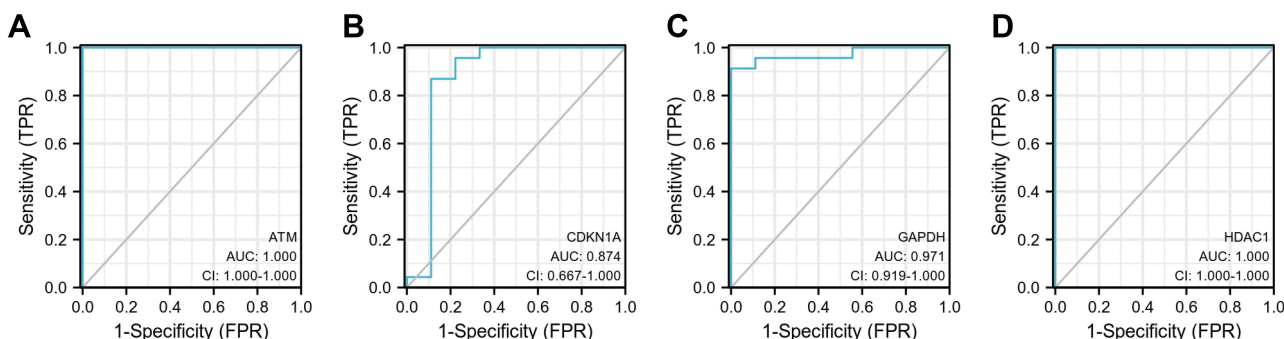 A
Sensitivity (TPR)
1.0
0.8
0.6
0.4
0.2
0.0
ATM
AUC: 1.000
CI: 1.000-1.000
0.0 0.2 0.4 0.6 0.8 1.0
1-Specificity (FPR)
B
Sensitivity (TPR)
1.0
0.8
0.6
0.4
0.2
0.0
CDKN1A
AUC: 0.874
CI: 0.667-1.000
0.0 0.2 0.4 0.6 0.8 1.0
1-Specificity (FPR)
C
Sensitivity (TPR)
1.0
0.8
0.6
0.4
0.2
0.0
GAPDH
AUC: 0.971
CI: 0.919-1.000
0.0 0.2 0.4 0.6 0.8 1.0
1-Specificity (FPR)
D
Sensitivity (TPR)
1.0
0.8
0.6
0.4
0.2
0.0
HDAC1
AUC: 1.000
CI: 1.000-1.000
0.0 0.2 0.4 0.6 0.8 1.0
1-Specificity (FPR)